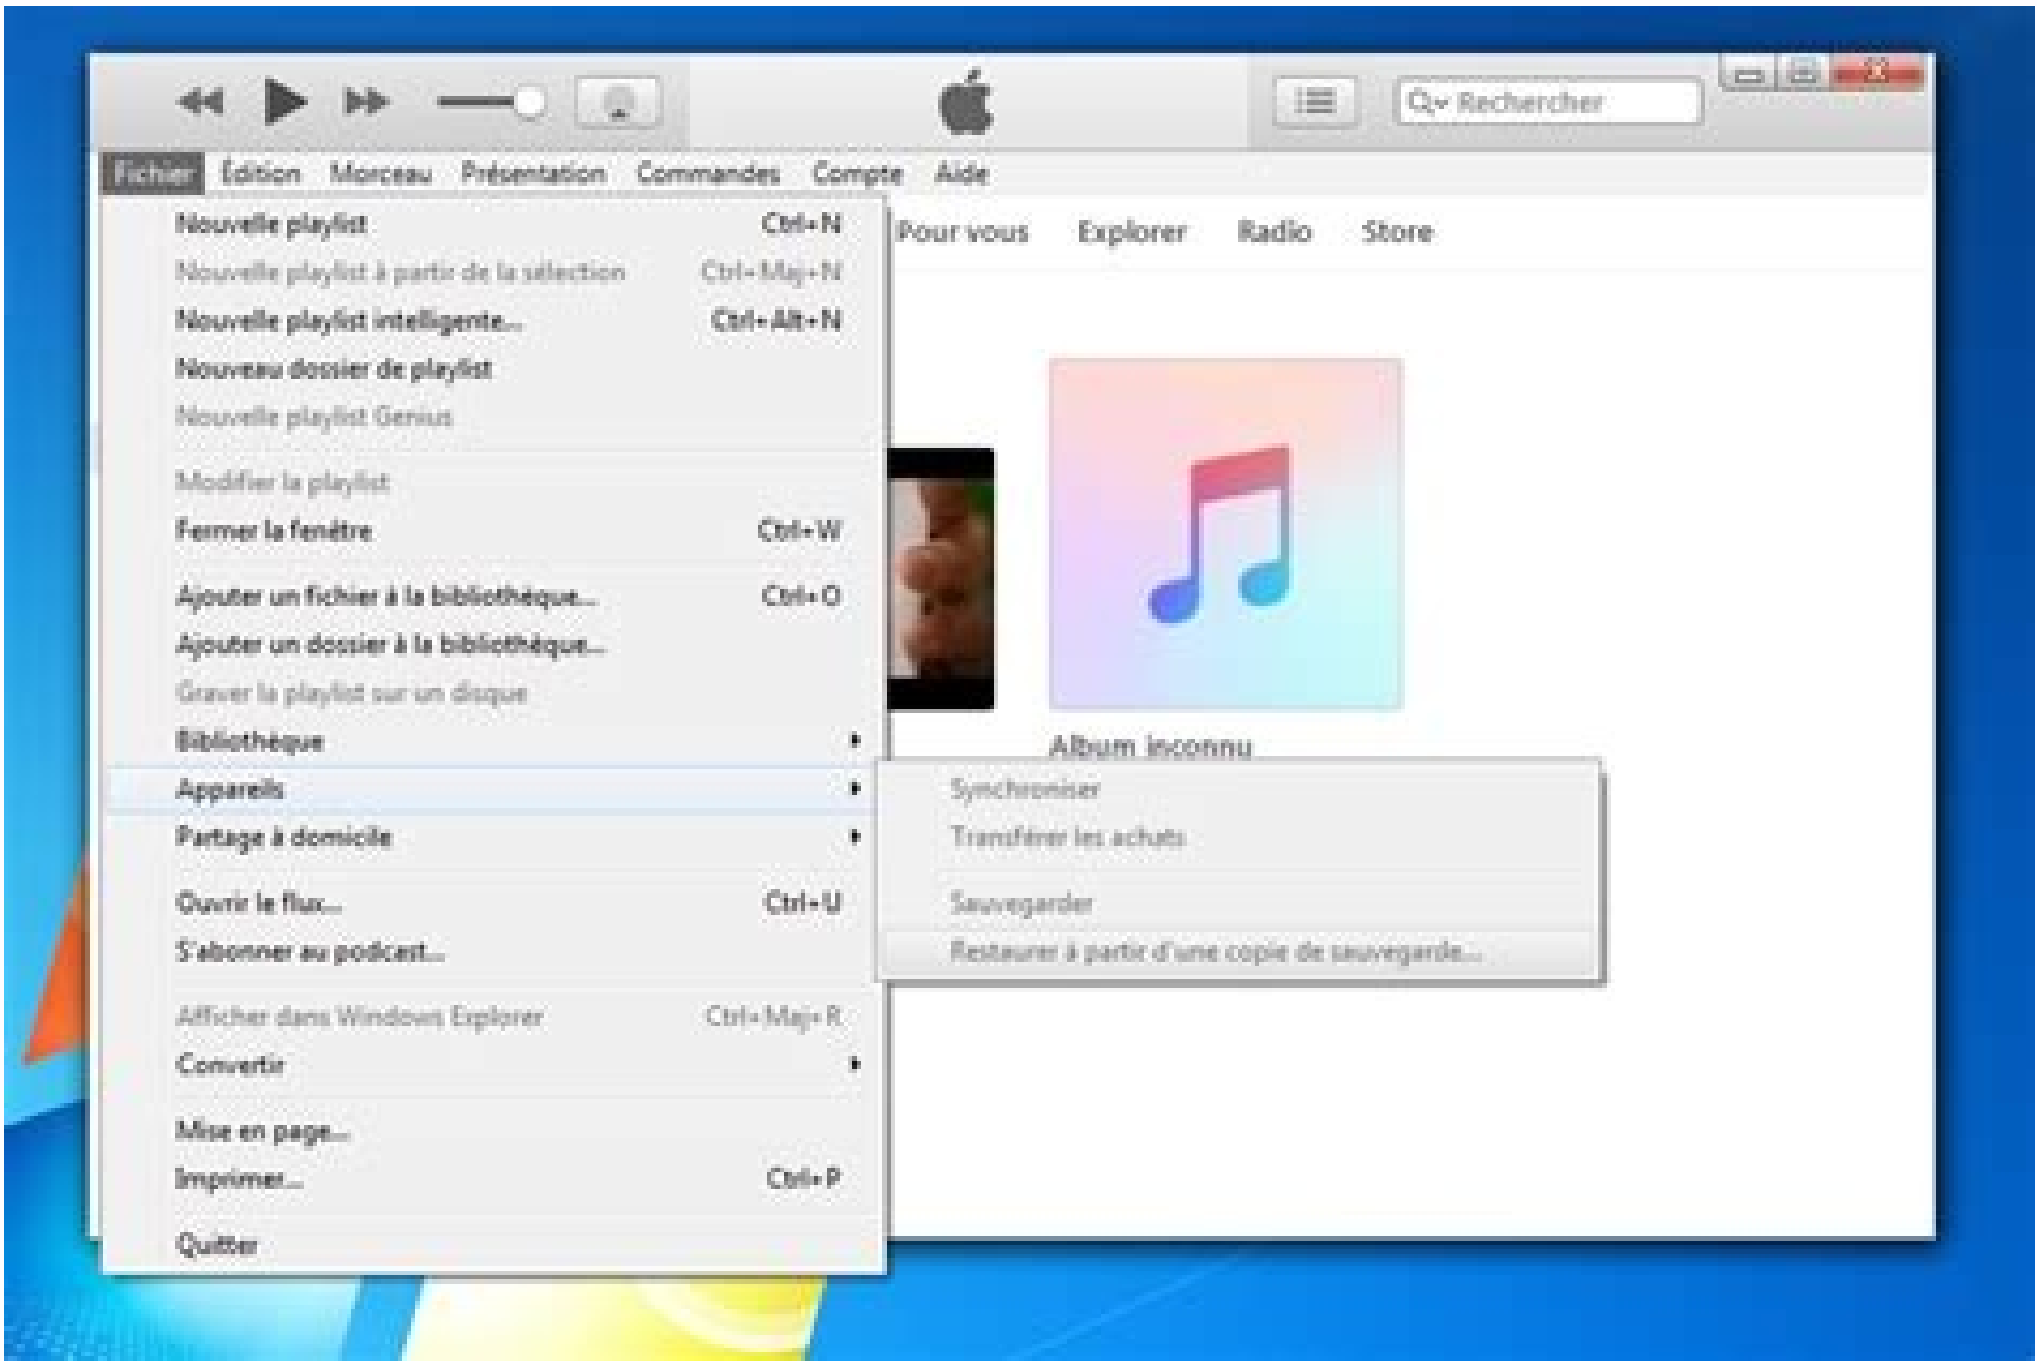 Rechercher
Fichier Édition Morceau Présentation Commandes Compte Aide
Pour vous Explorer Radio Store
Nouvelle playlist Ctrl+N
Nouvelle playlist à partir de la sélection Ctrl+Maj+N
Nouvelle playlist intelligente... Ctrl+Alt+N
Nouveau dossier de playlist
Nouvelle playlist Genius
Modifier la playlist
Fermer la fenêtre Ctrl+W
Ajouter un fichier à la bibliothèque... Ctrl+O
Ajouter un dossier à la bibliothèque...
Graver la playlist sur un disque
Bibliothèque
Appareils
Partage à domicile
Ouvrir le flux... Ctrl+U
S'abonner au podcast...
Afficher dans Windows Explorer Ctrl+Maj+R
Convertir
Mise en page...
Imprimer... Ctrl+P
Quitter
Album inconnu
Synchroniser
Transférer les achats
Sauvegarder
Restaurer à partir d'une copie de sauvegarde...